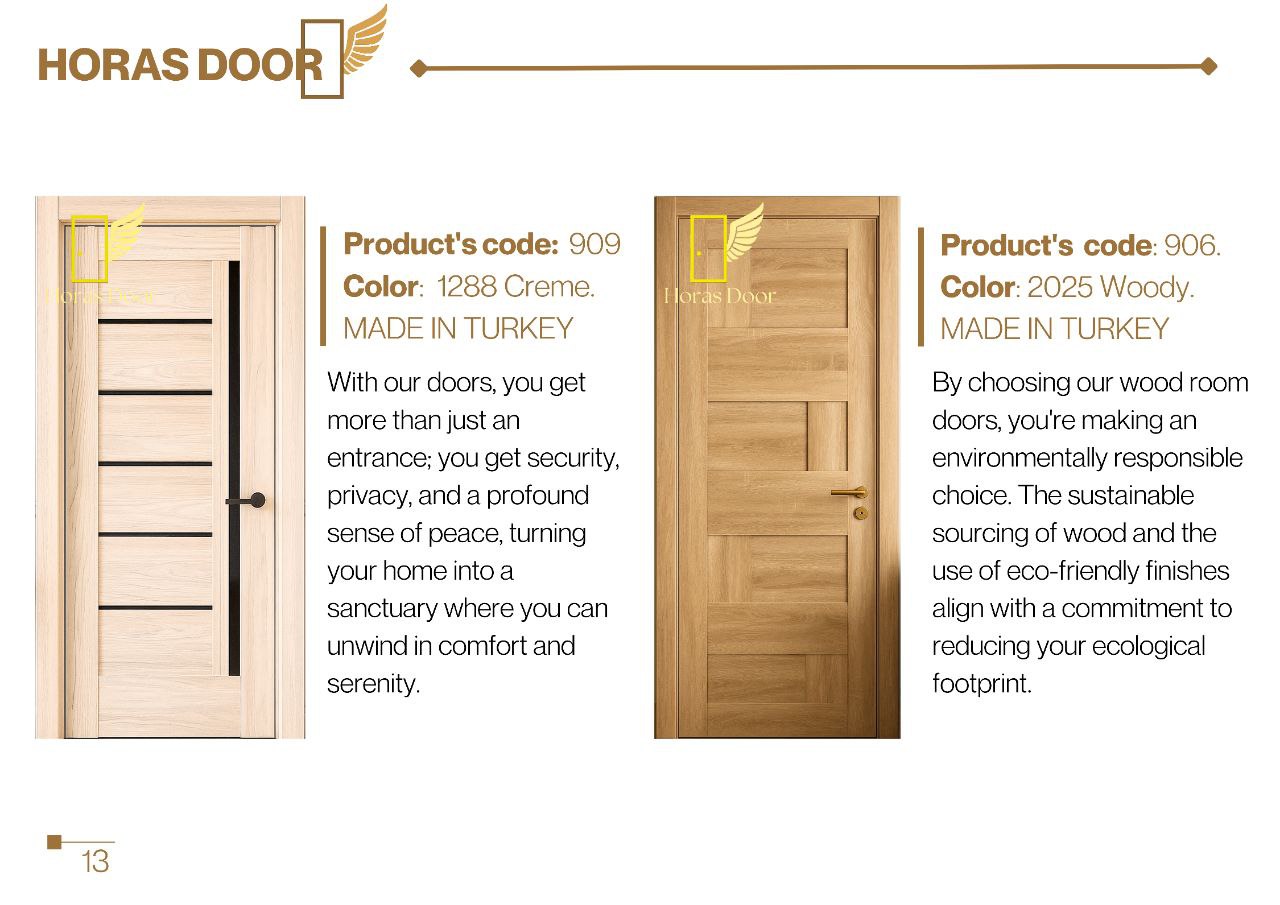 HORAS DOOR
Horas Door
Product's code: 909
Color: 1288 Creme.
MADE IN TURKEY
With our doors, you get
more than just an
entrance; you get security,
privacy, and a profound
sense of peace, turning
your home into a
sanctuary where you can
unwind in comfort and
serenity.
Horas Door
Product's code: 906.
Color: 2025 Woody.
MADE IN TURKEY
By choosing our wood room
doors, you're making an
environmentally responsible
choice. The sustainable
sourcing of wood and the
use of eco-friendly finishes
align with a commitment to
reducing your ecological
footprint.
13